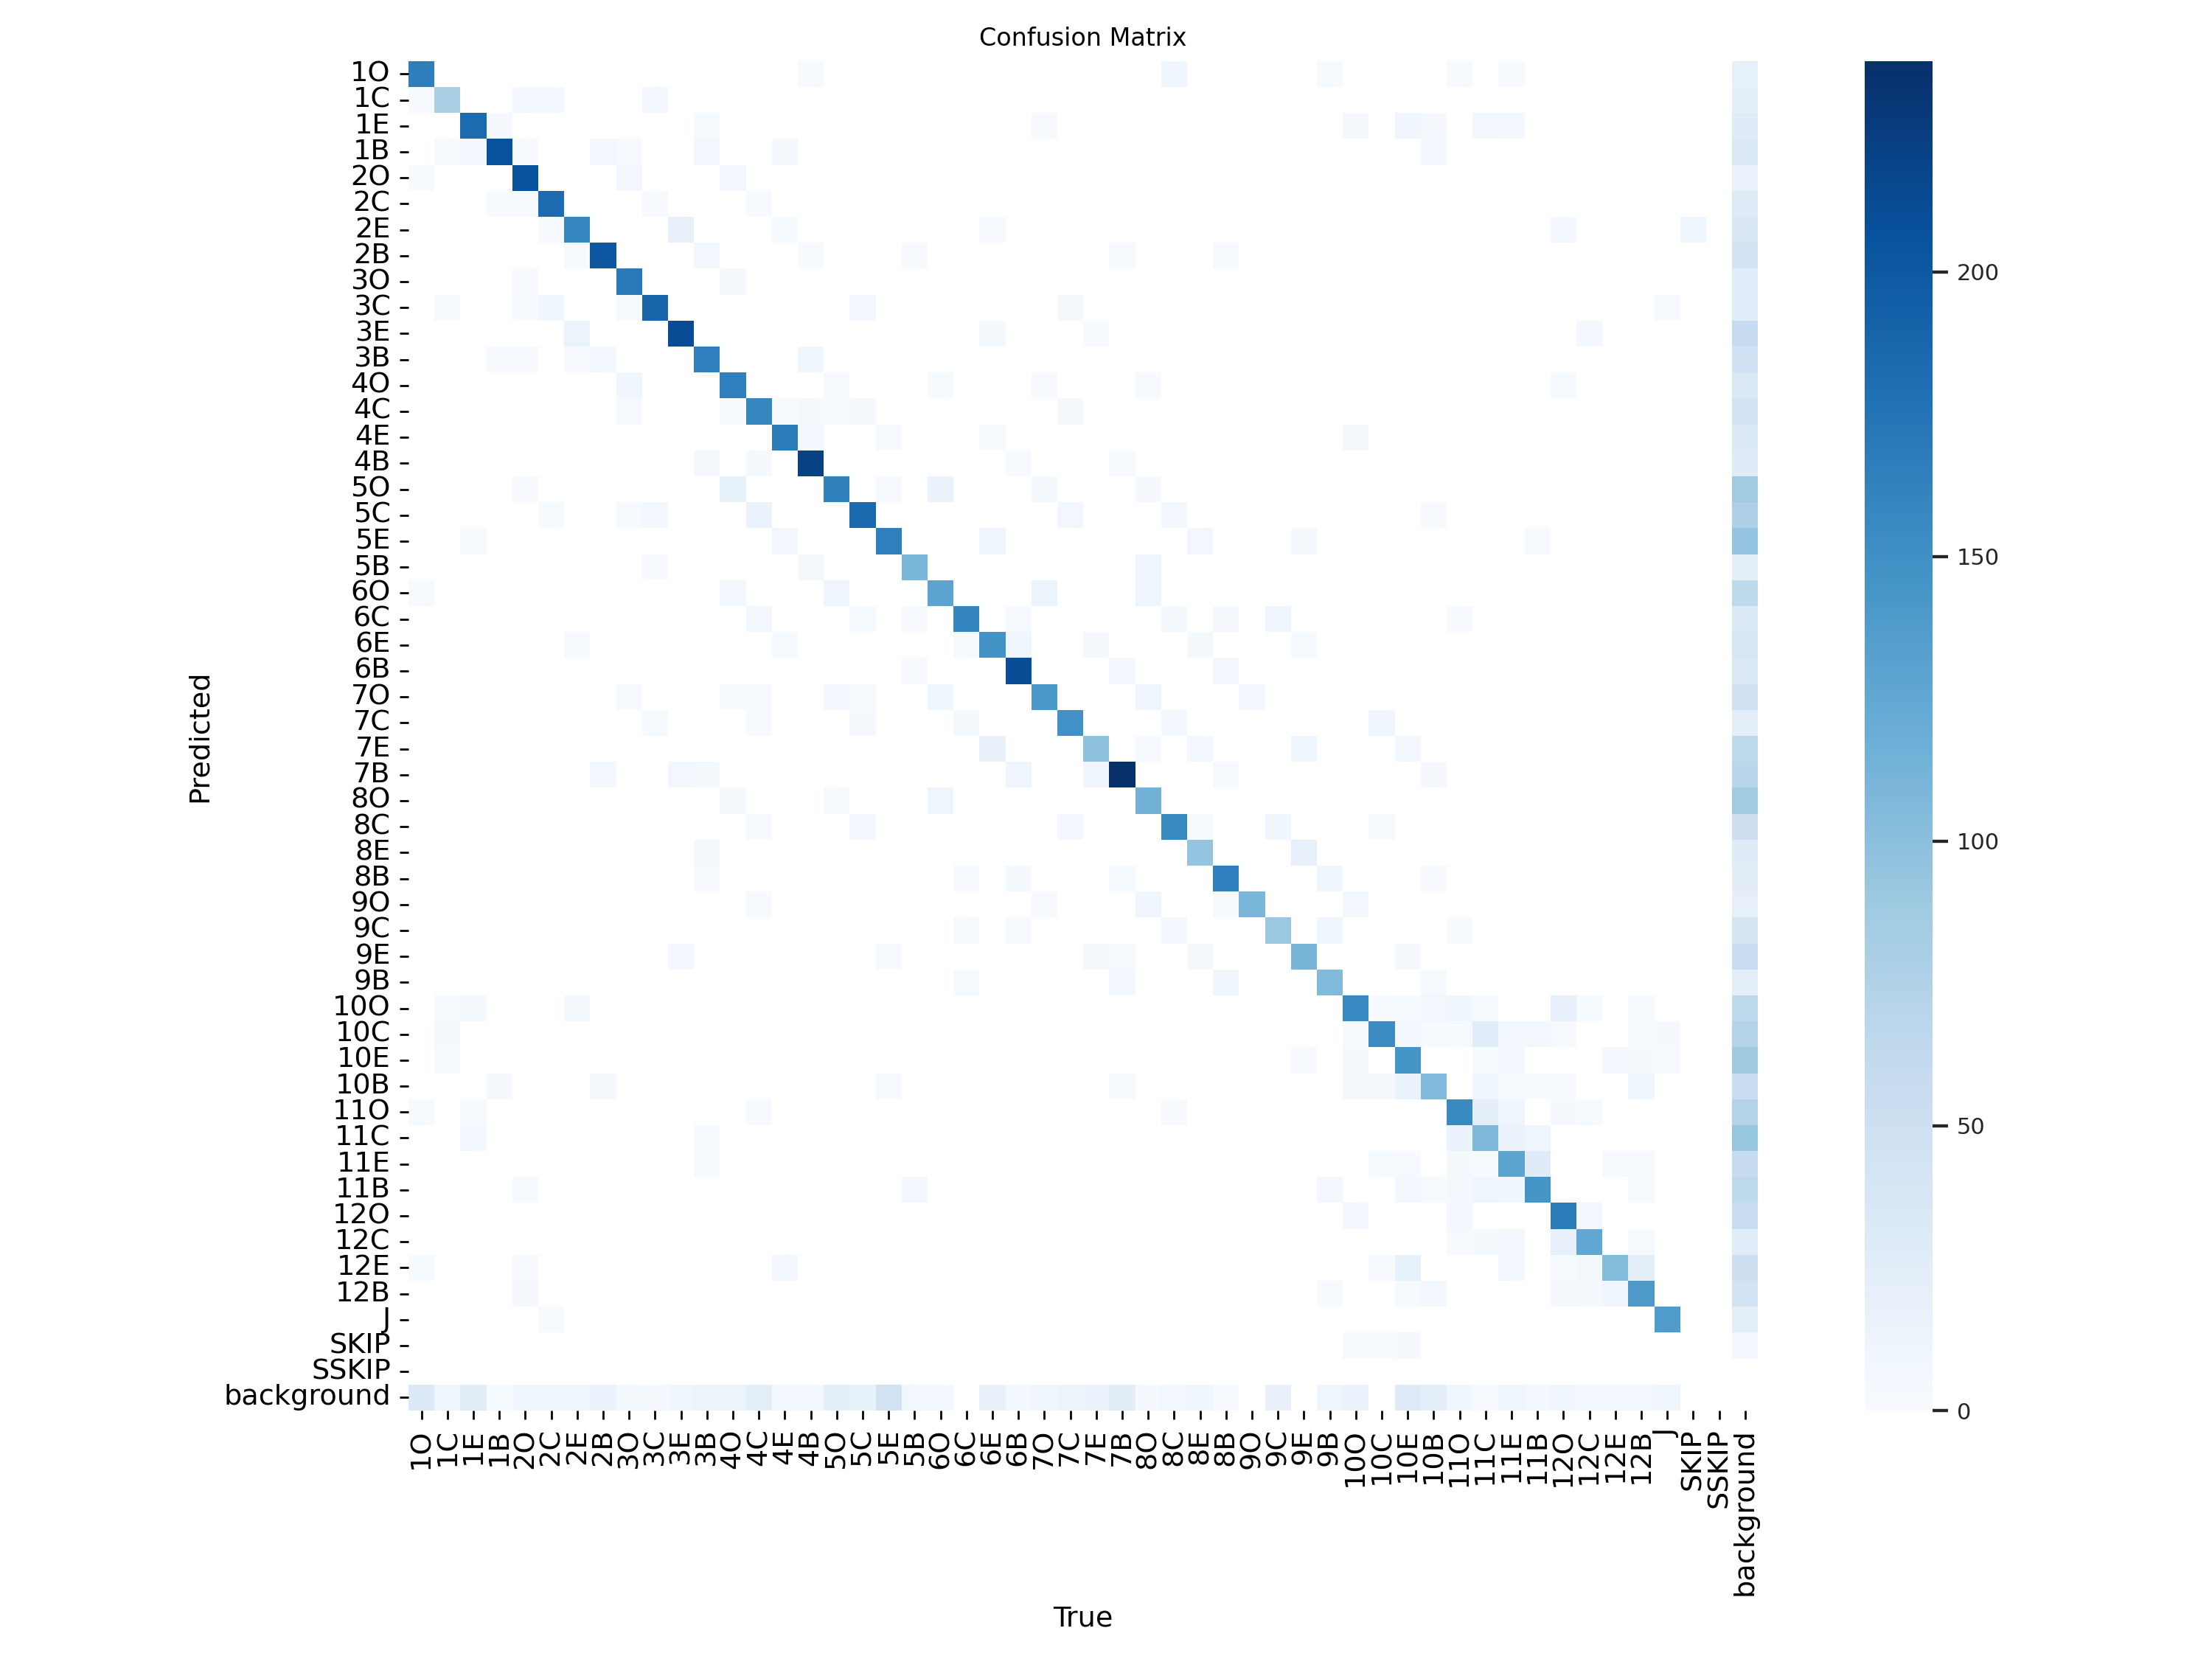 Confusion Matrix
Predicted
1O
1C
1E
1B
2O
2C
2E
2B
3O
3C
3E
3B
4O
4C
4E
4B
5O
5C
5E
5B
6O
6C
6E
6B
7O
7C
7E
7B
8O
8C
8E
8B
9O
9C
9E
9B
10O
10C
10E
10B
11O
11C
11E
11B
12O
12C
12E
12B
J
SKIP
SSKIP
background
1O 1C 1E 1B 2O 2C 2E 2B 3O 3C 3E 3B 4O 4C 4E 4B 5O 5C 5E 5B 6O 6C 6E 6B 7O 7C 7E 7B 8O 8C 8E 8B 9O 9C 9E 9B 10O 10C 10E 10B 11O 11C 11E 11B 12O 12C 12E 12B J SKIP SSKIP background
True
200
150
100
50
0